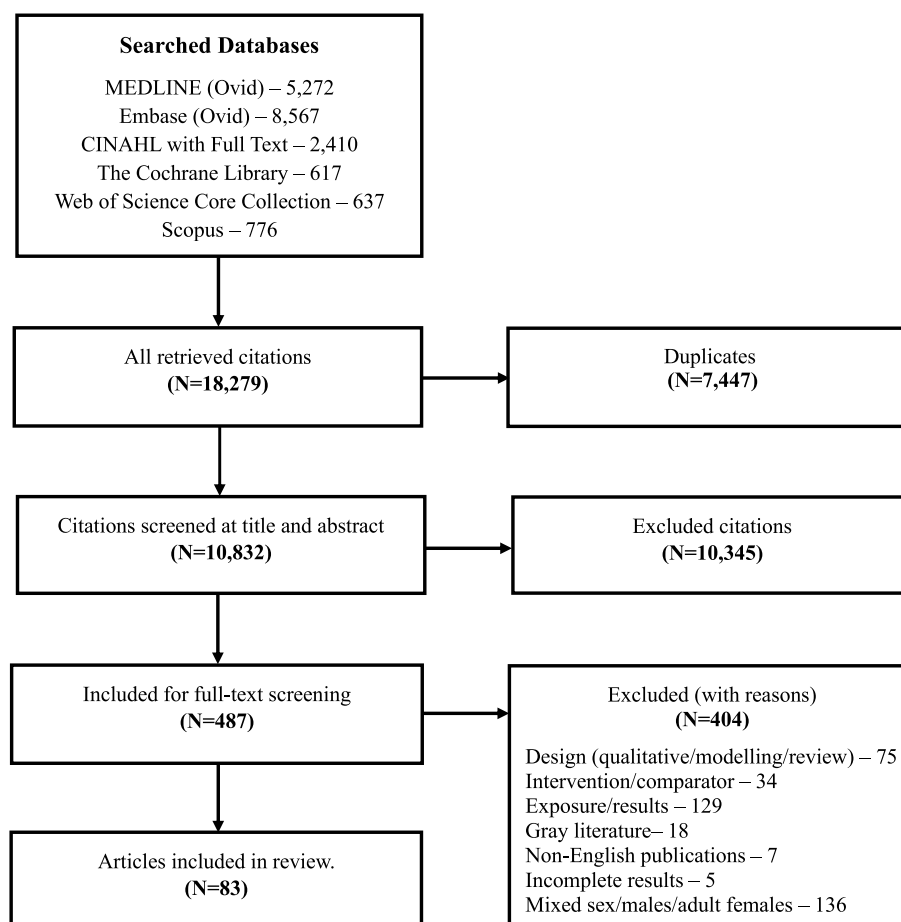 Searched Databases
MEDLINE (Ovid) – 5,272
Embase (Ovid) – 8,567
CINAHL with Full Text – 2,410
The Cochrane Library – 617
Web of Science Core Collection – 637
Scopus – 776
All retrieved citations
(N=18,279)
Duplicates
(N=7,447)
Citations screened at title and abstract
(N=10,832)
Excluded citations
(N=10,345)
Included for full-text screening
(N=487)
Excluded (with reasons)
(N=404)
Design (qualitative/modelling/review) – 75
Intervention/comparator – 34
Exposure/results – 129
Gray literature– 18
Non-English publications – 7
Incomplete results – 5
Mixed sex/males/adult females – 136
Articles included in review.
(N=83)